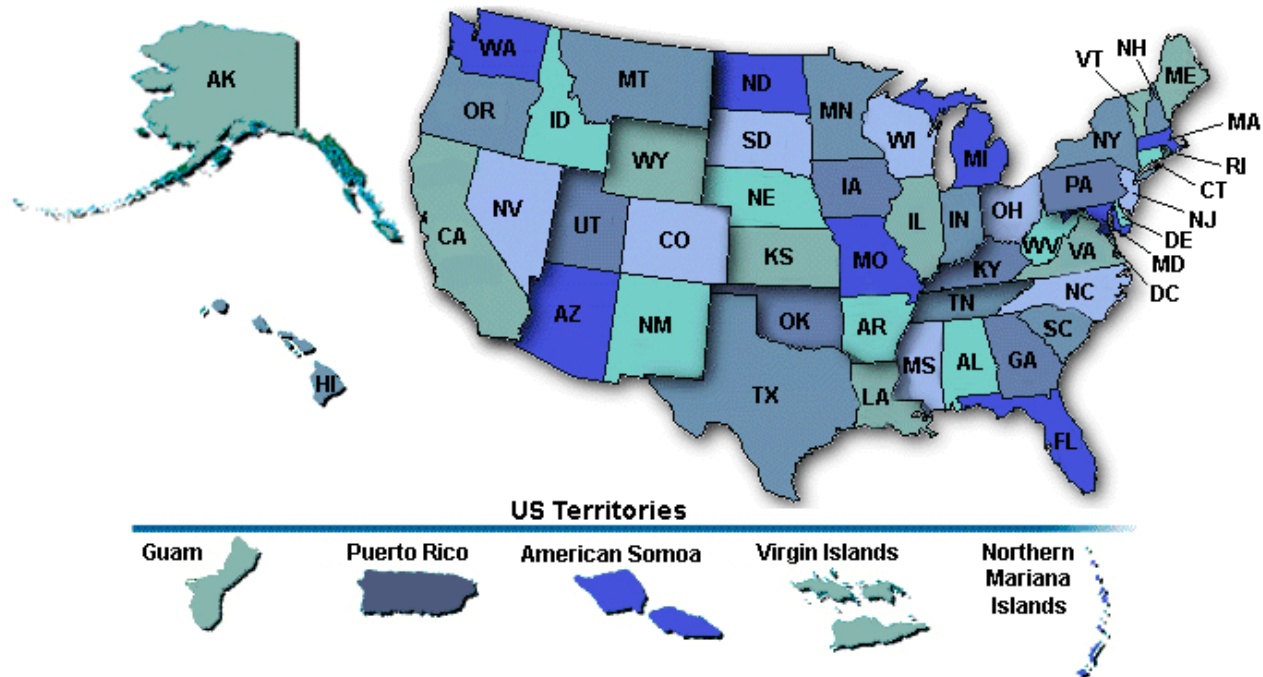 AK
WA
MT
ND
MN
VT
NH
ME
OR
ID
SD
WI
MI
NY
MA
WY
RI
NV
NE
IA
PA
CT
UT
CO
IL
IN
OH
NJ
CA
KS
MO
WV
VA
DE
KY
MD
DC
AZ
NM
OK
AR
TN
NC
SC
HI
TX
LA
MS
AL
GA
FL
US Territories
Guam
Puerto Rico
American Somoa
Virgin Islands
Northern
Mariana
Islands